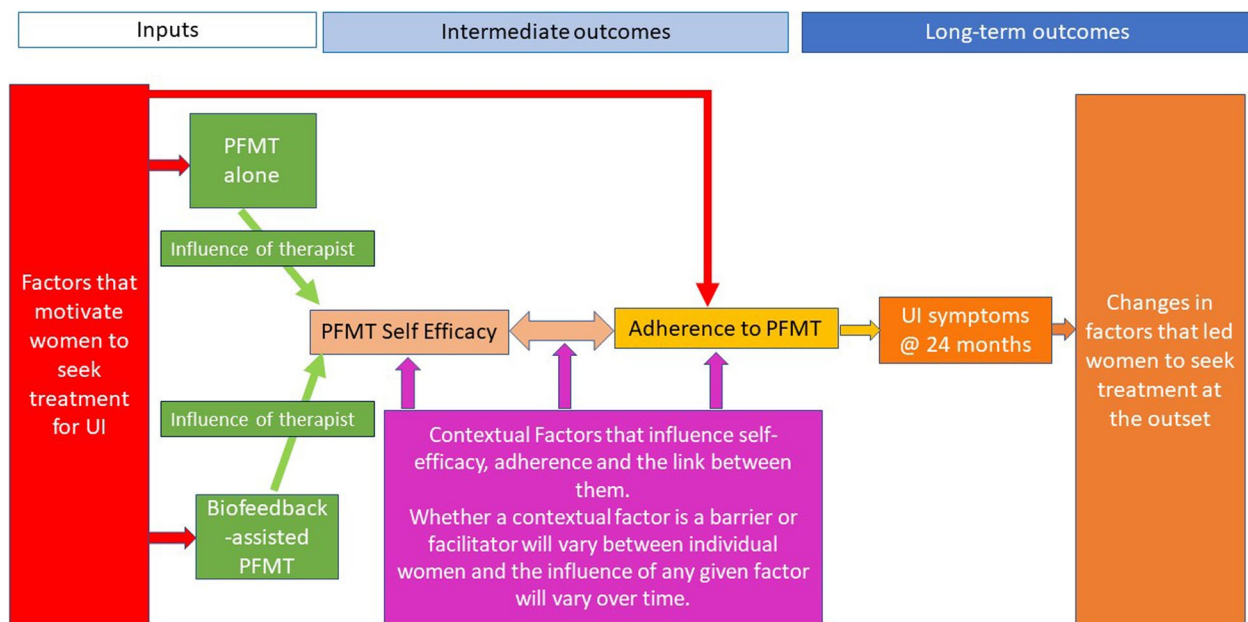 Inputs
Intermediate outcomes
Long-term outcomes
Factors that
motivate
women to
seek
treatment
for UI
PFMT
alone
Influence of therapist
PFMT Self Efficacy
Influence of therapist
Biofeedback
-assisted
PFMT
Adherence to PFMT
Contextual Factors that influence self-
efficacy, adherence and the link between
them.
Whether a contextual factor is a barrier or
facilitator will vary between individual
women and the influence of any given factor
will vary over time.
UI symptoms
@ 24 months
Changes in
factors that led
women to seek
treatment at
the outset